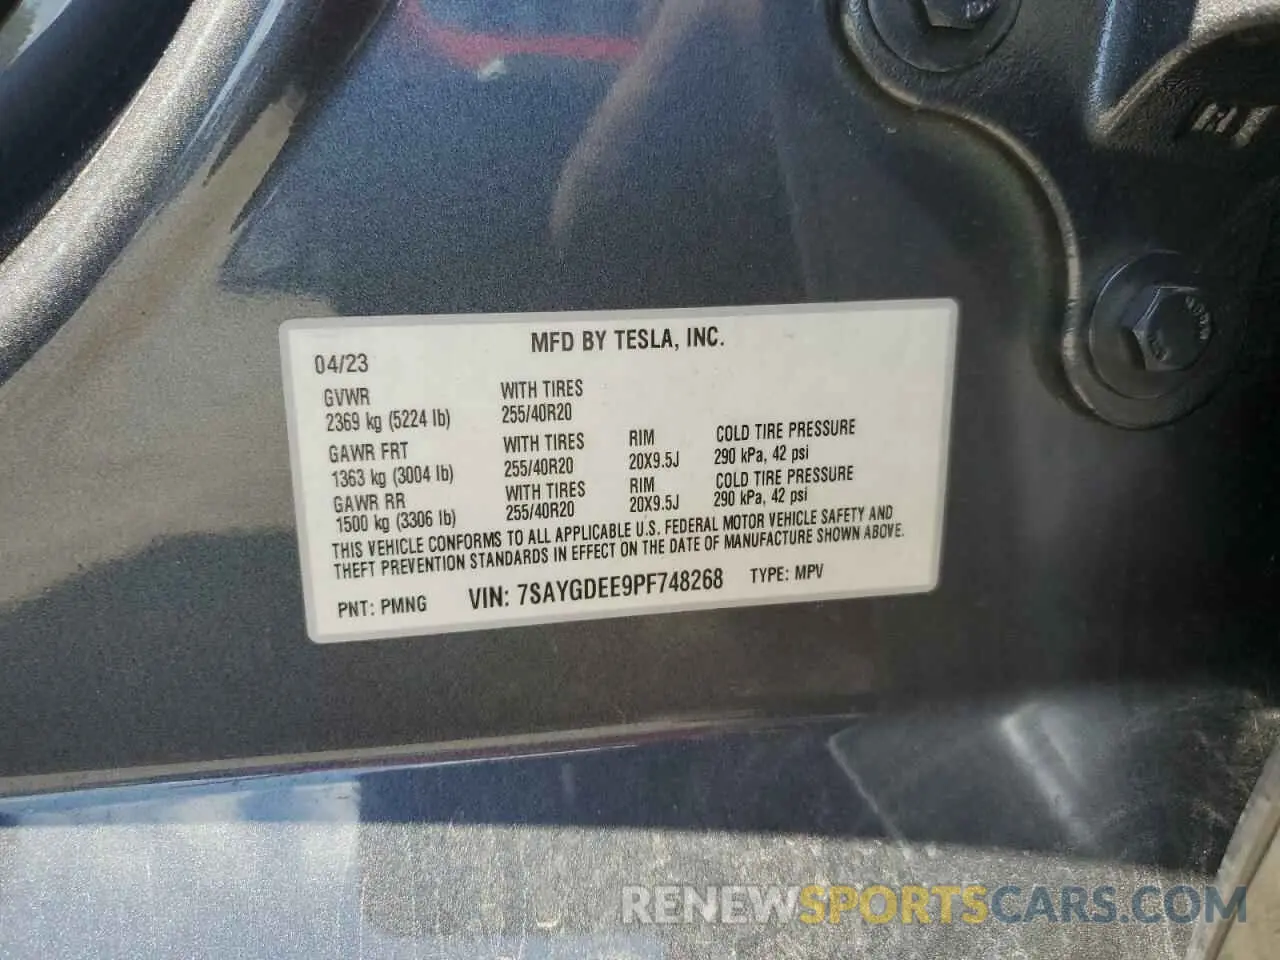 MFD BY TESLA, INC.
04/23
GVWR WITH TIRES
2369 kg (5224 lb) 255/40R20
GAWR FRT WITH TIRES RIM COLD TIRE PRESSURE
1363 kg (3004 lb) 255/40R20 20X9.5J 290 kPa, 42 psi
GAWR RR WITH TIRES RIM COLD TIRE PRESSURE
1500 kg (3306 lb) 255/40R20 20X9.5J 290 kPa, 42 psi
THIS VEHICLE CONFORMS TO ALL APPLICABLE U.S. FEDERAL MOTOR VEHICLE SAFETY AND
THEFT PREVENTION STANDARDS IN EFFECT ON THE DATE OF MANUFACTURE SHOWN ABOVE.
PNT: PMNG VIN: 7SAYGDEE9PF748268 TYPE: MPV
RENEWSPORTSCARS.COM